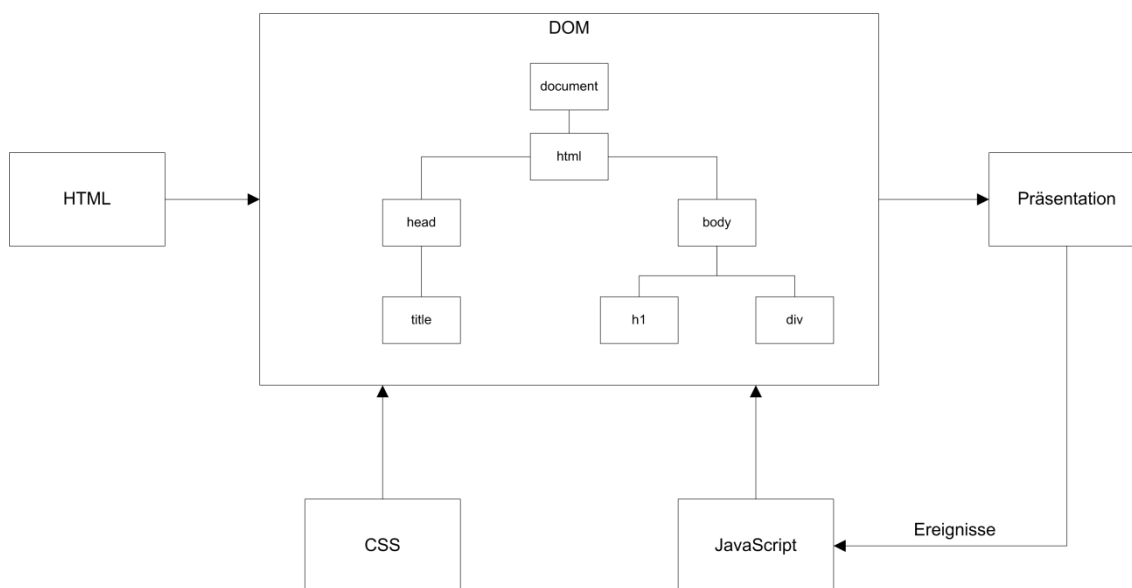 DOM
document
html
HTML
Präsentation
head
body
title
h1
div
CSS
JavaScript
Ereignisse